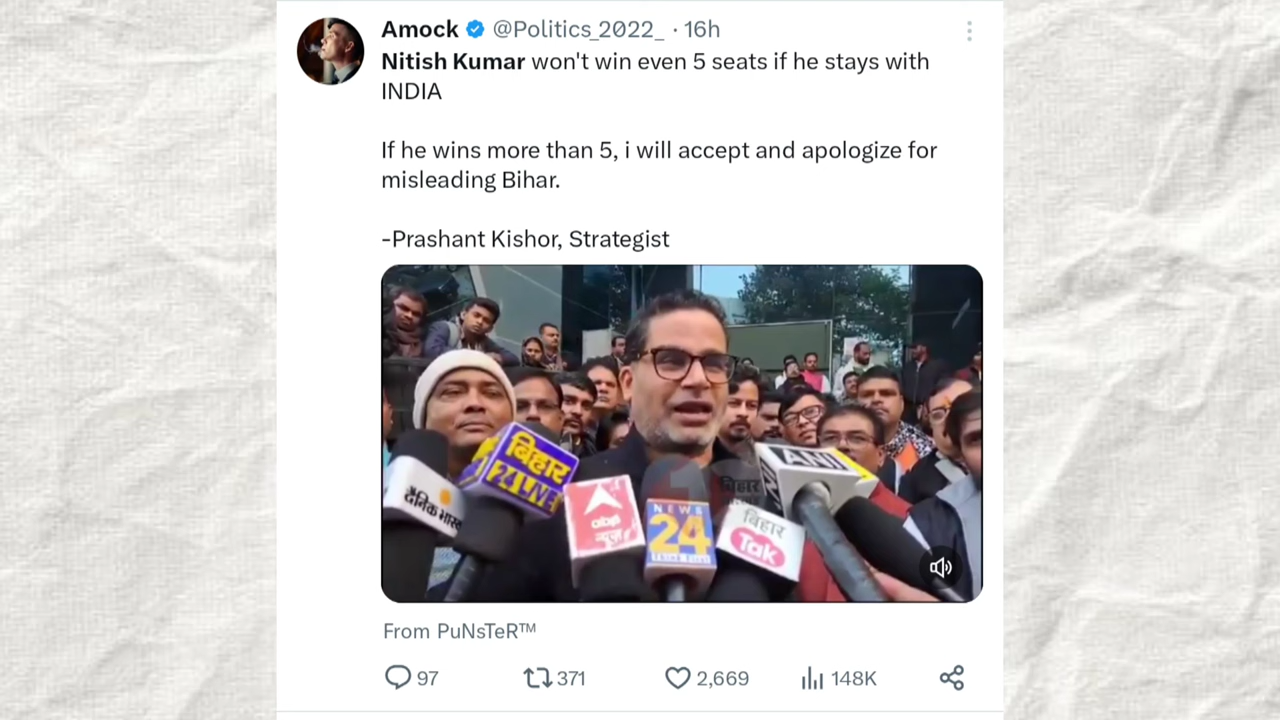 Amock @Politics_2022_ · 16h
Nitish Kumar won't win even 5 seats if he stays with
INDIA
If he wins more than 5, i will accept and apologize for
misleading Bihar.
-Prashant Kishor, Strategist
दैनिक भास्क
बिहार
24 LIVE
abp
न्यूज़
NEWS
24
बिहार
Tak
ANI
बिहार
From PuNsTeR™
97 371 2,669 148K